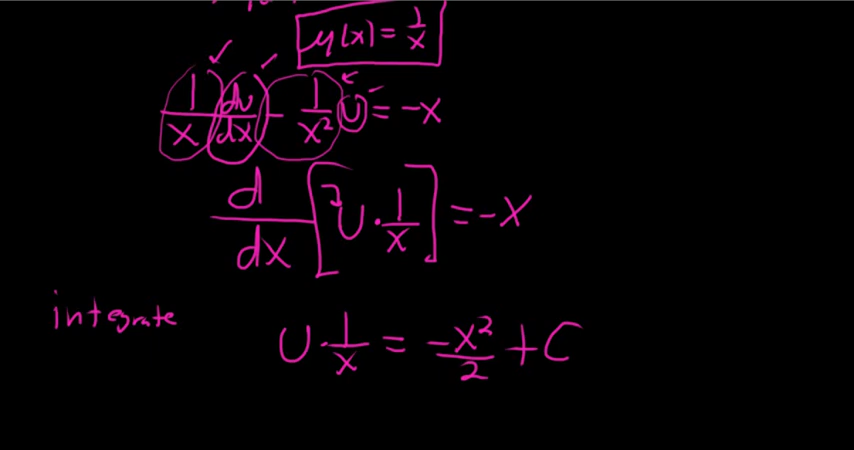 y(x) = 1/x
1/x du/dx - 1/x² U = -x
d/dx [U · 1/x] = -x
integrate
U · 1/x = -x²/2 + C